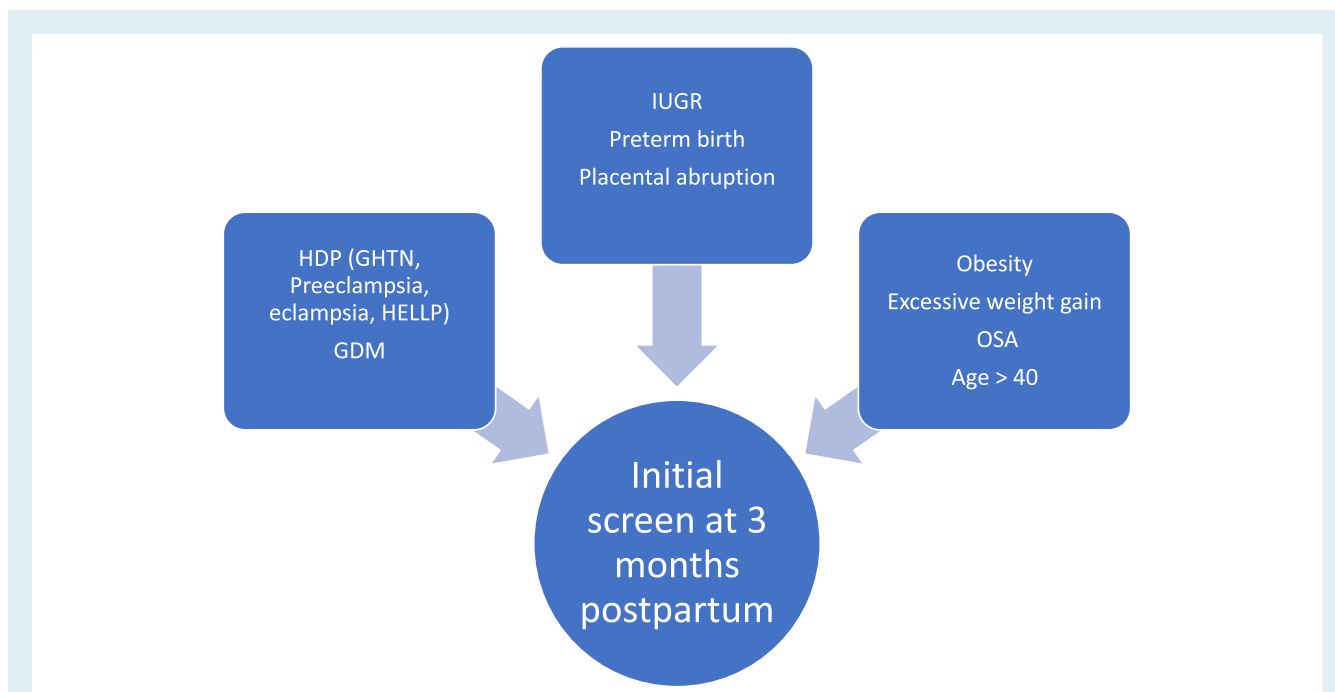 IUGR
Preterm birth
Placental abruption
HDP (GHTN,
Preeclampsia,
eclampsia, HELLP)
GDM
Obesity
Excessive weight gain
OSA
Age > 40
Initial
screen at 3
months
postpartum